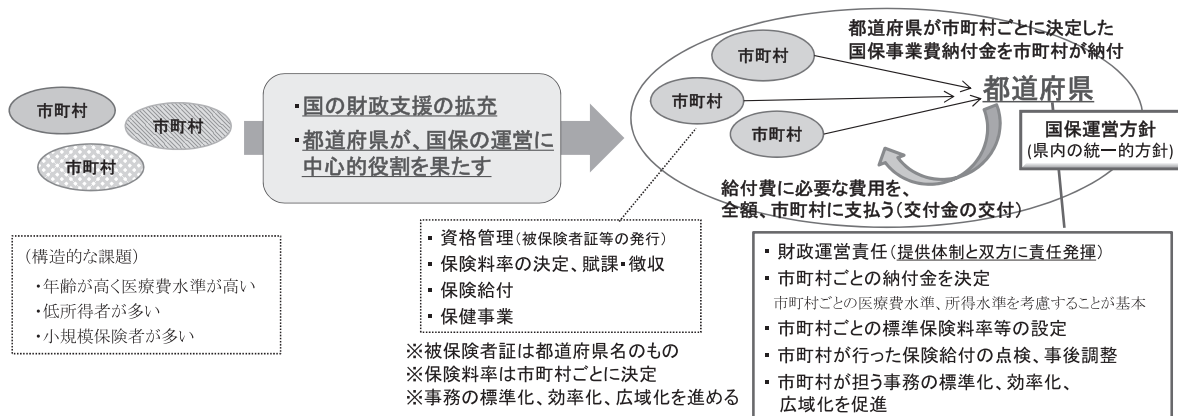 市町村
市町村
市町村
・国の財政支援の拡充
・都道府県が、国保の運営に
中心的役割を果たす
都道府県が市町村ごとに決定した
国保事業費納付金を市町村が納付
市町村
市町村
市町村
都道府県
国保運営方針
(県内の統一的方針)
給付費に必要な費用を、
全額、市町村に支払う(交付金の交付)
(構造的な課題)
・年齢が高く医療費水準が高い
・低所得者が多い
・小規模保険者が多い
・資格管理(被保険者証等の発行)
・保険料率の決定、賦課・徴収
・保険給付
・保健事業
※被保険者証は都道府県名のもの
※保険料率は市町村ごとに決定
※事務の標準化、効率化、広域化を進める
・財政運営責任(提供体制と双方に責任発揮)
・市町村ごとの納付金を決定
市町村ごとの医療費水準、所得水準を考慮することが基本
・市町村ごとの標準保険料率等の設定
・市町村が行った保険給付の点検、事後調整
・市町村が担う事務の標準化、効率化、
広域化を促進